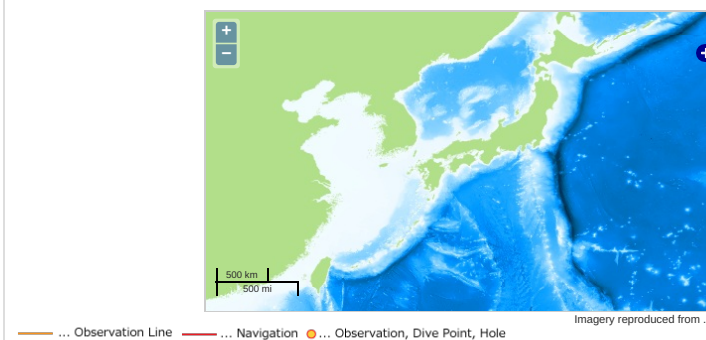 +
−
500 km
500 mi
Imagery reproduced from .
... Observation Line ... Navigation ... Observation, Dive Point, Hole